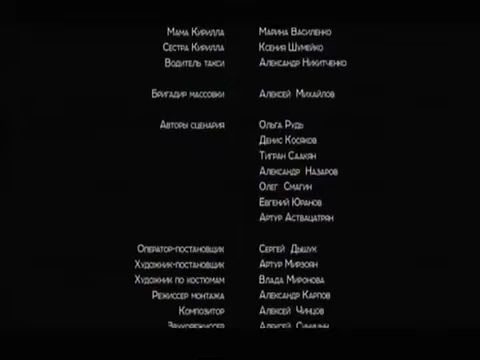 Мама Кирилла Марина Василенко
Сестра Кирилла Ксения Шумейко
Водитель такси Александр Никитченко
Бригадир массовки Алексей Михайлов
Авторы сценария Ольга Рудь
Денис Косяков
Тигран Саакян
Александр Назаров
Олег Смагин
Евгений Юранов
Артур Аствацатрян
Оператор-постановщик Сергей Дышук
Художник-постановщик Артур Мирзоян
Художник по костюмам Влада Миронова
Режиссер монтажа Александр Карпов
Композитор Алексей Чинцов
Звукорежиссер Алексей